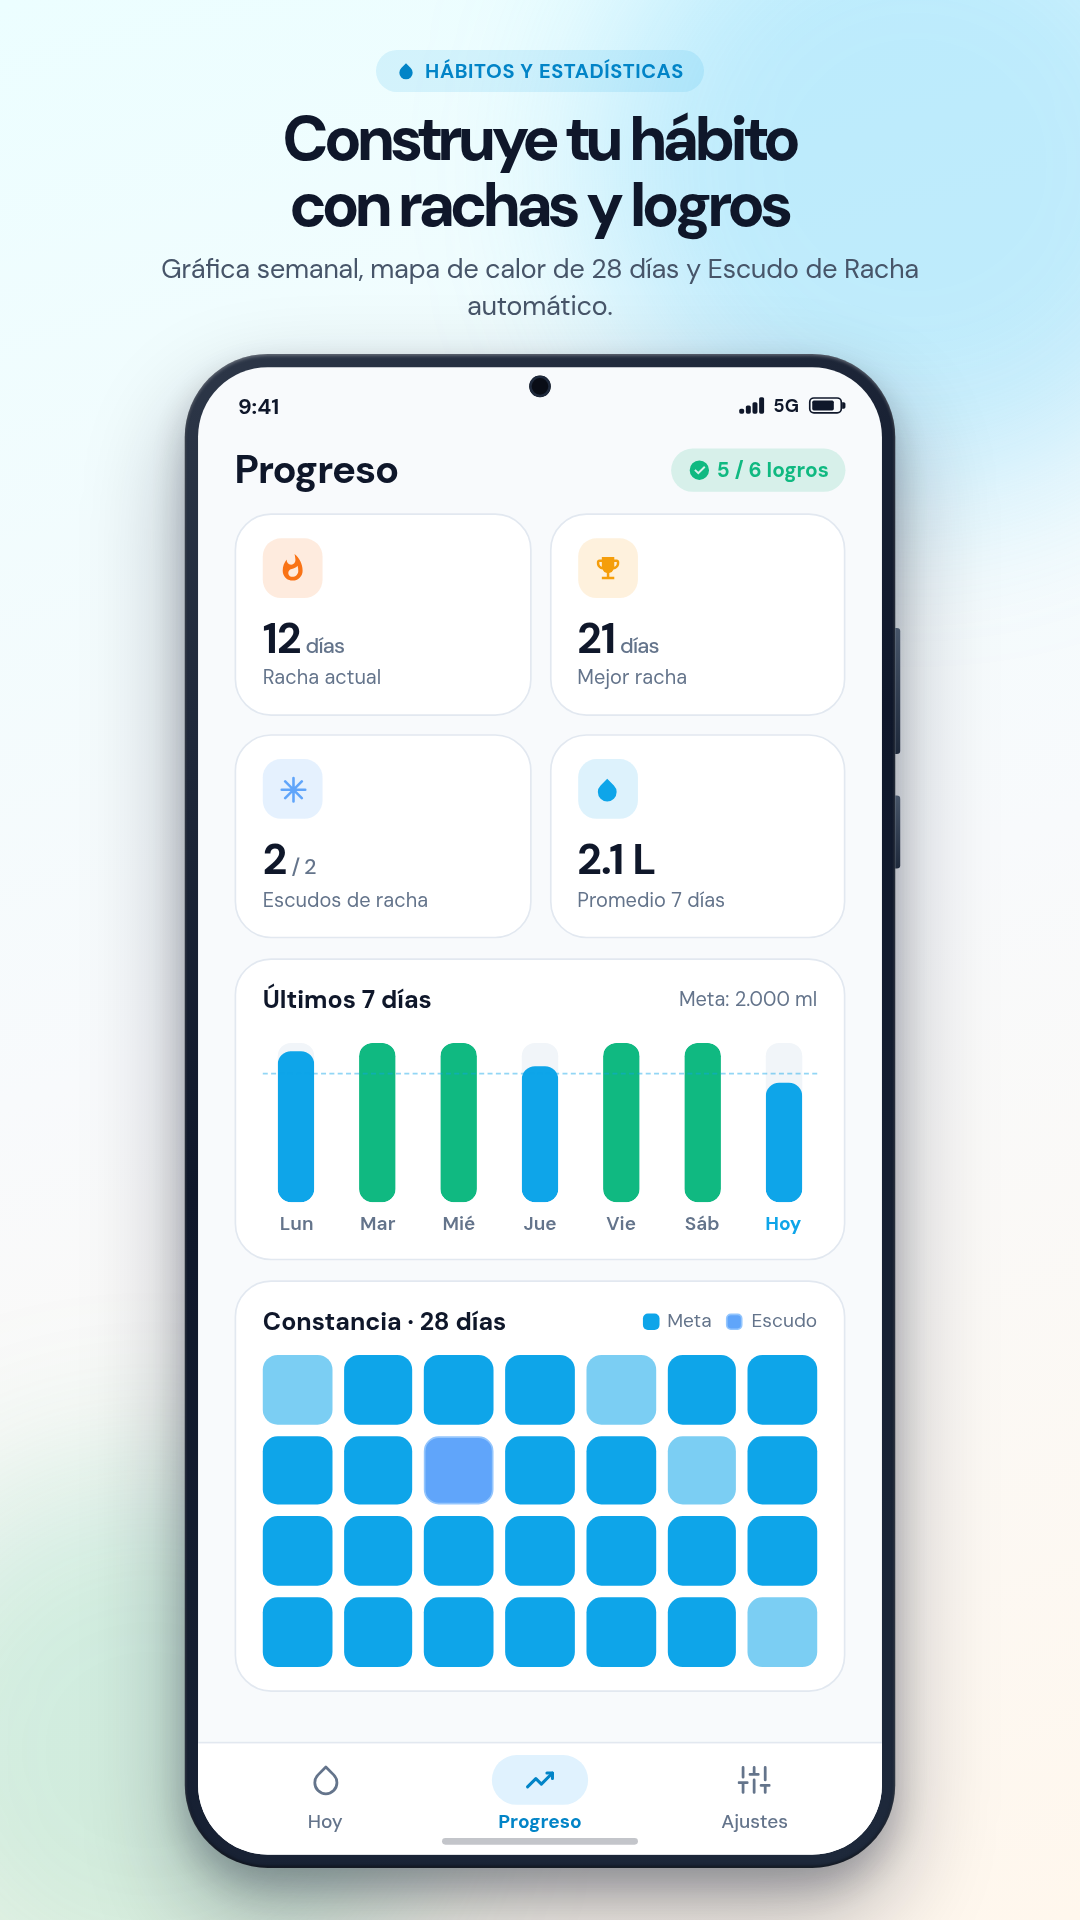 HÁBITOS Y ESTADÍSTICAS
Construye tu hábito
con rachas y logros
Gráfica semanal, mapa de calor de 28 días y Escudo de Racha
automático.
9:41
5G
Progreso
5 / 6 logros
12 días
Racha actual
21 días
Mejor racha
2 / 2
Escudos de racha
2.1 L
Promedio 7 días
Últimos 7 días
Meta: 2.000 ml
Lun Mar Mié Jue Vie Sáb Hoy
Constancia · 28 días
Meta Escudo
Hoy Progreso Ajustes